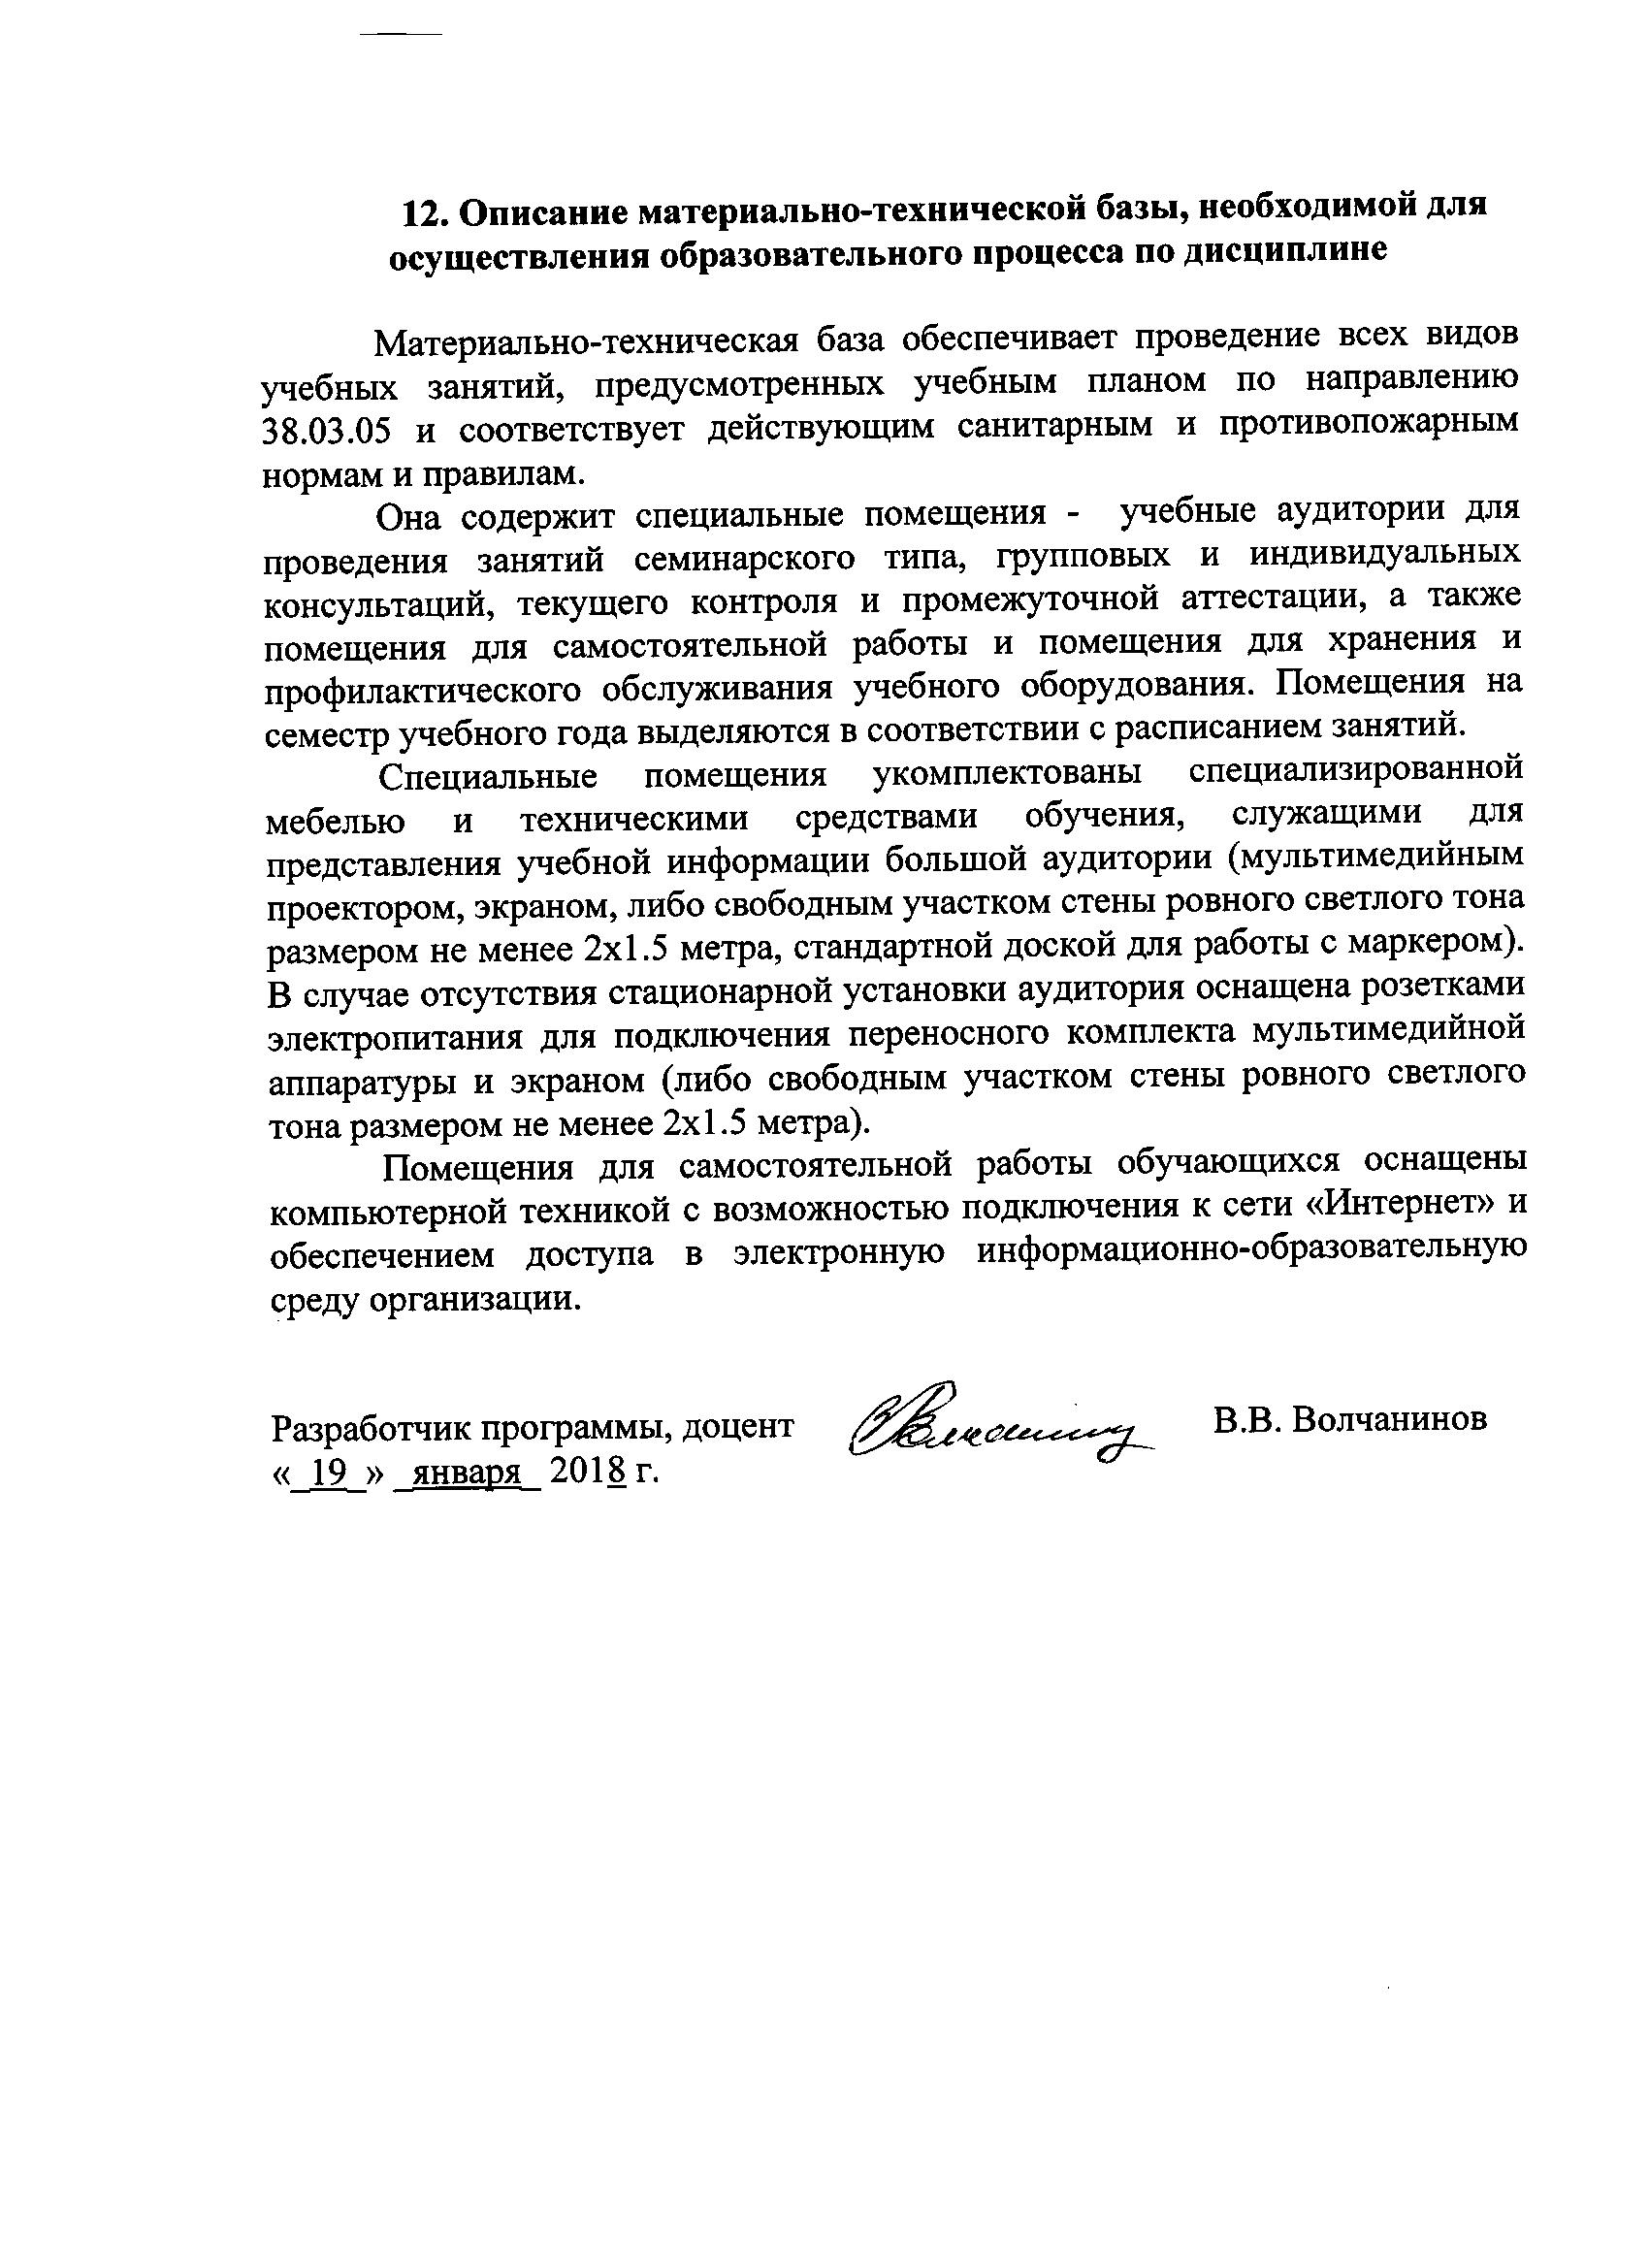 12. Описание материально-технической базы, необходимой для
осуществления образовательного процесса по дисциплине
Материально-техническая база обеспечивает проведение всех видов
учебных занятий, предусмотренных учебным планом по направлению
38.03.05 и соответствует действующим санитарным и противопожарным
нормам и правилам.
Она содержит специальные помещения - учебные аудитории для
проведения занятий семинарского типа, групповых и индивидуальных
консультаций, текущего контроля и промежуточной аттестации, а также
помещения для самостоятельной работы и помещения для хранения и
профилактического обслуживания учебного оборудования. Помещения на
семестр учебного года выделяются в соответствии с расписанием занятий.
Специальные помещения укомплектованы специализированной
мебелью и техническими средствами обучения, служащими для
представления учебной информации большой аудитории (мультимедийным
проектором, экраном, либо свободным участком стены ровного светлого тона
размером не менее 2х1.5 метра, стандартной доской для работы с маркером).
В случае отсутствия стационарной установки аудитория оснащена розетками
электропитания для подключения переносного комплекта мультимедийной
аппаратуры и экраном (либо свободным участком стены ровного светлого
тона размером не менее 2х1.5 метра).
Помещения для самостоятельной работы обучающихся оснащены
компьютерной техникой с возможностью подключения к сети «Интернет» и
обеспечением доступа в электронную информационно-образовательную
среду организации.
Разработчик программы, доцент В.В. Волчанинов
«_19_» _января_ 2018 г.